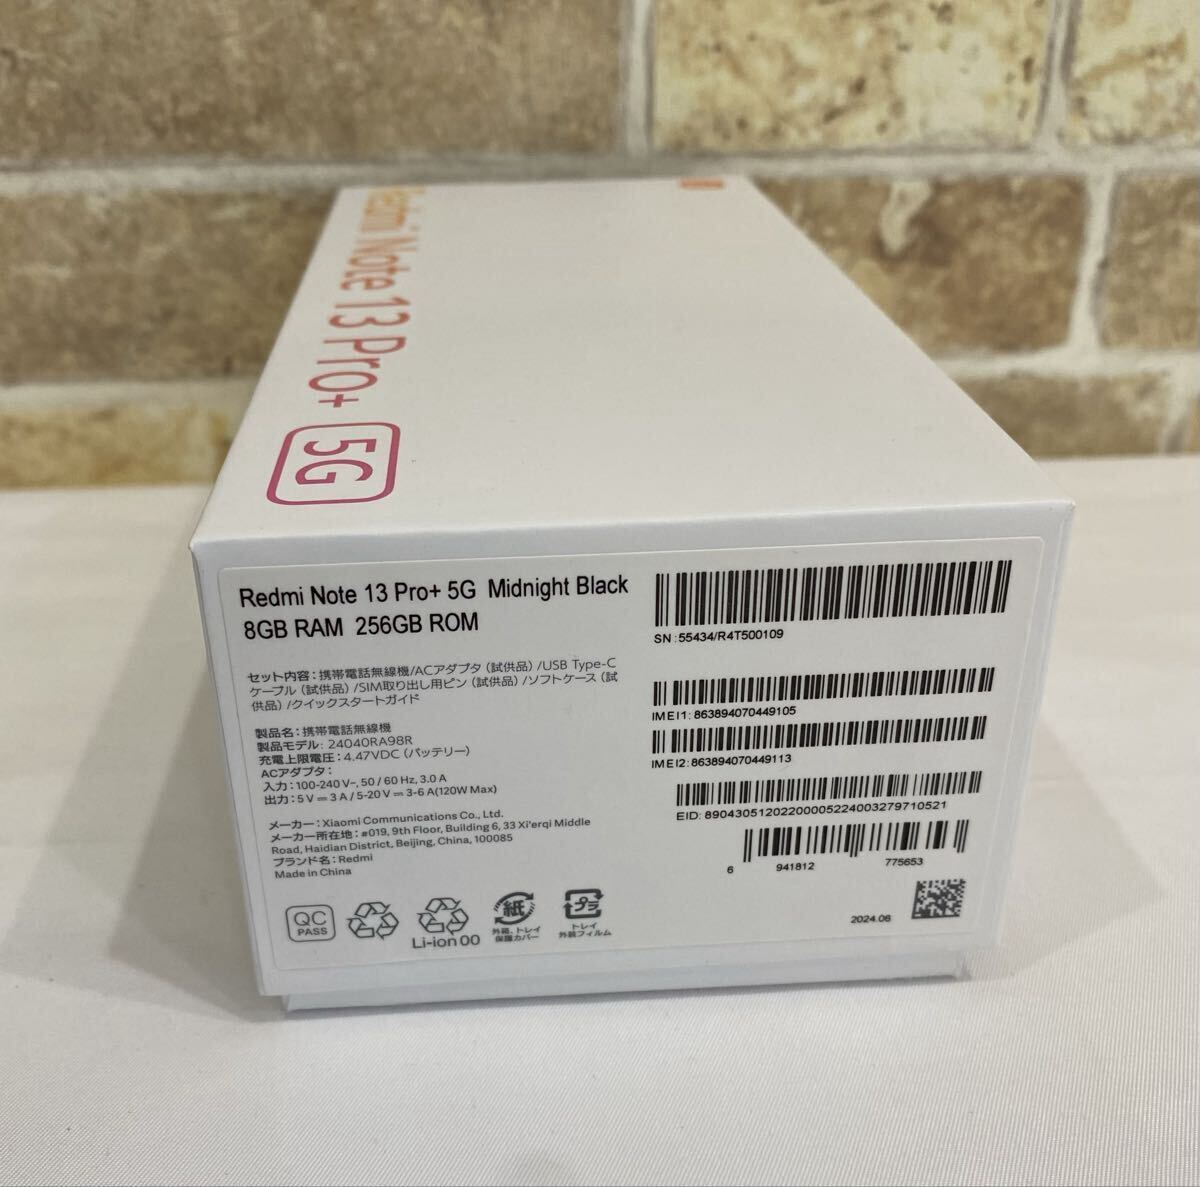 Redmi Note 13 Pro+ 5G
Redmi Note 13 Pro+ 5G Midnight Black
8GB RAM 256GB ROM
セット内容：携帯電話無線機/ACアダプタ（試供品）/USB Type-C
ケーブル（試供品）/SIM取り出し用ピン（試供品）/ソフトケース（試
供品）/クイックスタートガイド
製品名：携帯電話無線機
製品モデル：24040RA98R
充電上限電圧：4.47VDC（バッテリー）
ACアダプタ：
入力：100-240 V~, 50 / 60 Hz, 3.0 A
出力：5 V ⎓ 3 A / 5-20 V ⎓ 3-6 A(120W Max)
メーカー：Xiaomi Communications Co., Ltd.
メーカー所在地：#019, 9th Floor, Building 6, 33 Xi'erqi Middle
Road, Haidian District, Beijing, China, 100085
ブランド名：Redmi
Made in China
QC
PASS
Li-ion 00
紙
外箱、トレイ
保護カバー
プラ
トレイ
外装フィルム
SN:55434/R4T500109
IMEI1:863894070449105
IMEI2:863894070449113
EID:89043051202200005224003279710521
6 941812 775653
2024.08